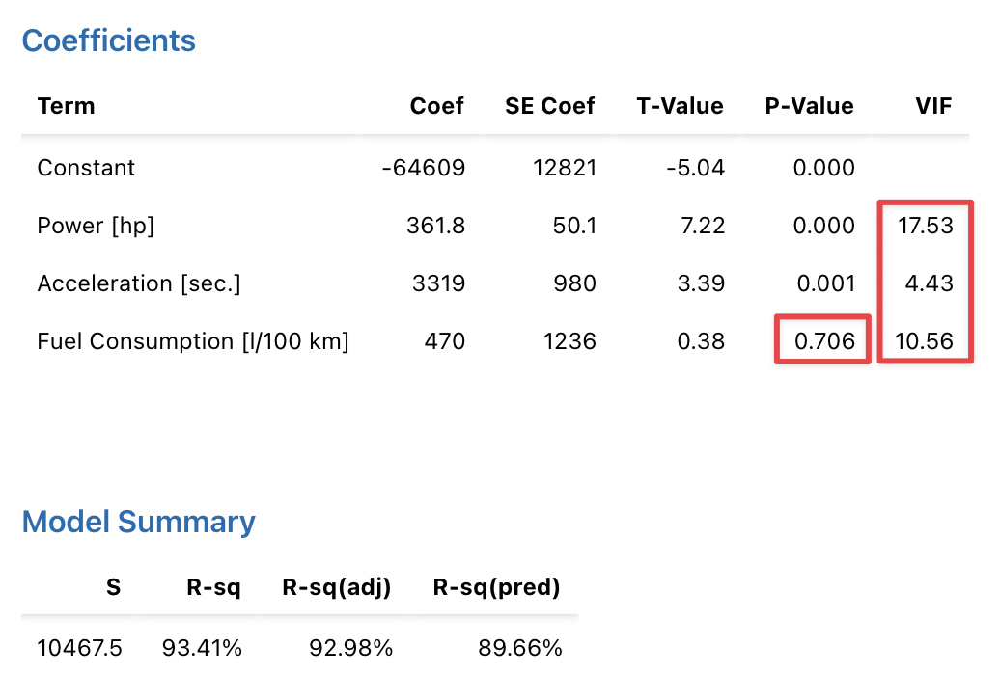 Coefficients
Term Coef SE Coef T-Value P-Value VIF
Constant -64609 12821 -5.04 0.000
Power [hp] 361.8 50.1 7.22 0.000 17.53
Acceleration [sec.] 3319 980 3.39 0.001 4.43
Fuel Consumption [l/100 km] 470 1236 0.38 0.706 10.56
Model Summary
S R-sq R-sq(adj) R-sq(pred)
10467.5 93.41% 92.98% 89.66%